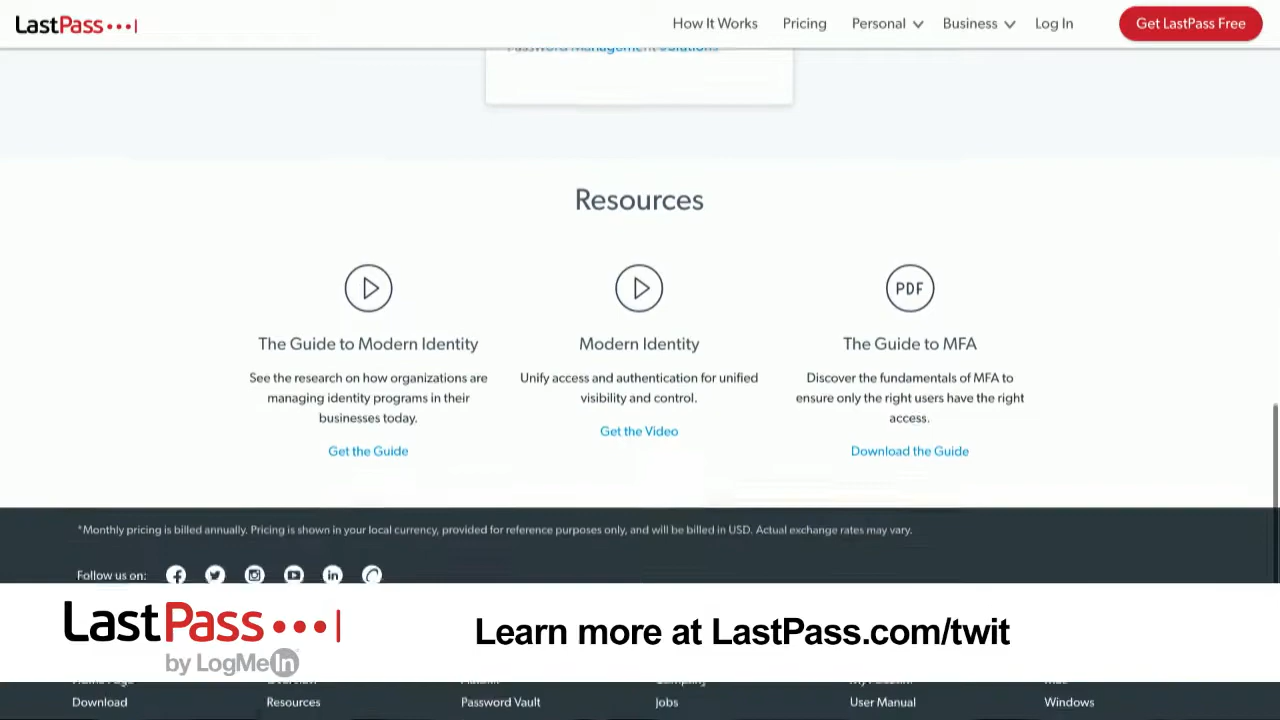 LastPass
How It Works
Pricing
Personal
Business
Log In
Get LastPass Free
Password Management Solutions
Resources
PDF
The Guide to Modern Identity
Modern Identity
The Guide to MFA
See the research on how organizations are
managing identity programs in their
businesses today.
Unify access and authentication for unified
visibility and control.
Discover the fundamentals of MFA to
ensure only the right users have the right
access.
Get the Guide
Get the Video
Download the Guide
*Monthly pricing is billed annually. Pricing is shown in your local currency, provided for reference purposes only, and will be billed in USD. Actual exchange rates may vary.
Follow us on:
LastPass
by LogMeIn
Learn more at LastPass.com/twit
Download
Resources
Password Vault
Jobs
User Manual
Windows